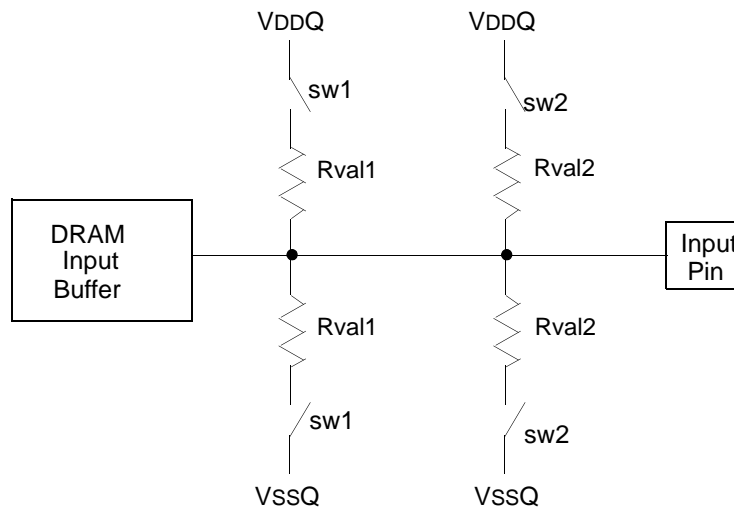 VDDQ
VDDQ
sw1
sw2
Rval1
Rval2
DRAM
Input
Buffer
Input
Pin
Rval1
Rval2
sw1
sw2
VSSQ
VSSQ